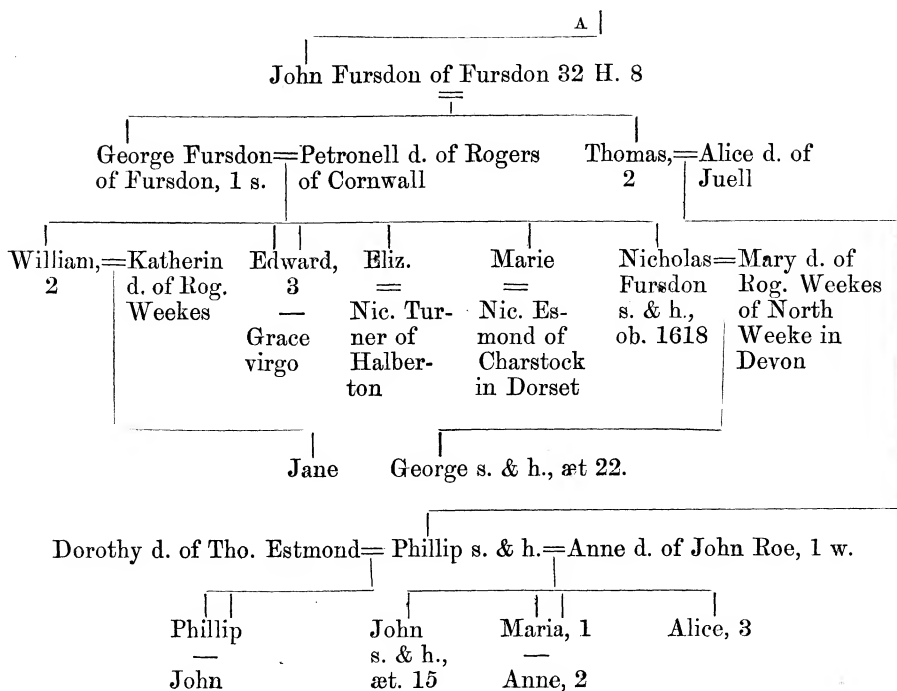 A
John Fursdon of Fursdon 32 H. 8
George Fursdon=Petronell d. of Rogers
of Fursdon, 1 s. of Cornwall
Thomas,=Alice d. of
2 Juell
William,=Katherin
2 d. of Rog.
Weekes
Edward,
3
—
Grace
virgo
Eliz.
=
Nic. Tur-
ner of
Halber-
ton
Marie
=
Nic. Es-
mond of
Charstock
in Dorset
Nicholas=Mary d. of
Fursdon Rog. Weekes
s. & h., of North
ob. 1618 Weeke in
Devon
Jane George s. & h., æt 22.
Dorothy d. of Tho. Estmond=Phillip s. & h.=Anne d. of John Roe, 1 w.
Phillip
—
John
John
s. & h.,
æt. 15
Maria, 1
—
Anne, 2
Alice, 3